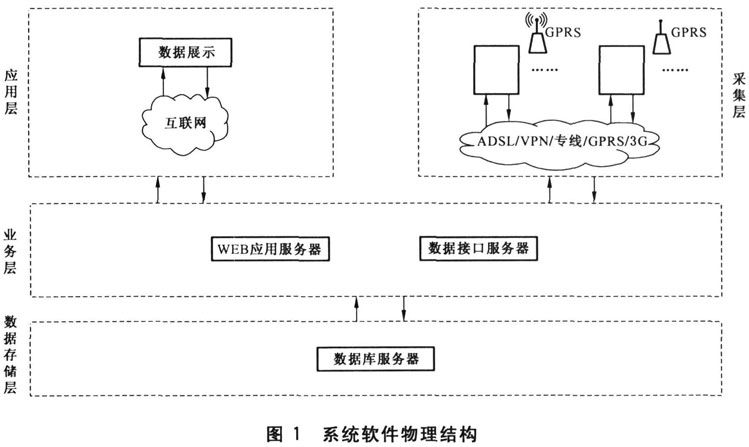 应用层
数据展示
互联网
GPRS
……
GPRS
……
ADSL/VPN/专线/GPRS/3G
采集层
业务层
WEB应用服务器
数据接口服务器
数据存储层
数据库服务器
图 1 系统软件物理结构